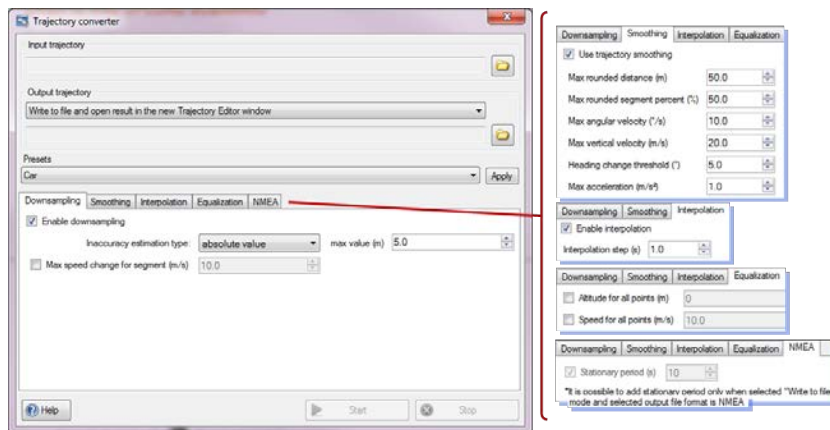 Trajectory converter
Input trajectory
Output trajectory
Write to file and open result in the new Trajectory Editor window
Presets
Car
Apply
Downsampling Smoothing Interpolation Equalization NMEA
Enable downsampling
Inaccuracy estimation type: absolute value max value (m) 5.0
Max speed change for segment (m/s) 10.0
Help
Start
Stop
Downsampling Smoothing Interpolation Equalization
Use trajectory smoothing
Max rounded distance (m) 50.0
Max rounded segment percent (%) 50.0
Max angular velocity (°/s) 10.0
Max vertical velocity (m/s) 20.0
Heading change threshold (°) 5.0
Max acceleration (m/s²) 1.0
Downsampling Smoothing Interpolation
Enable interpolation
Interpolation step (s) 1.0
Downsampling Smoothing Interpolation Equalization
Altitude for all points (m) 0
Speed for all points (m/s) 10.0
Downsampling Smoothing Interpolation Equalization NMEA
Stationary period (s) 10
*It is possible to add stationary period only when selected "Write to file
mode and selected output file format is NMEA